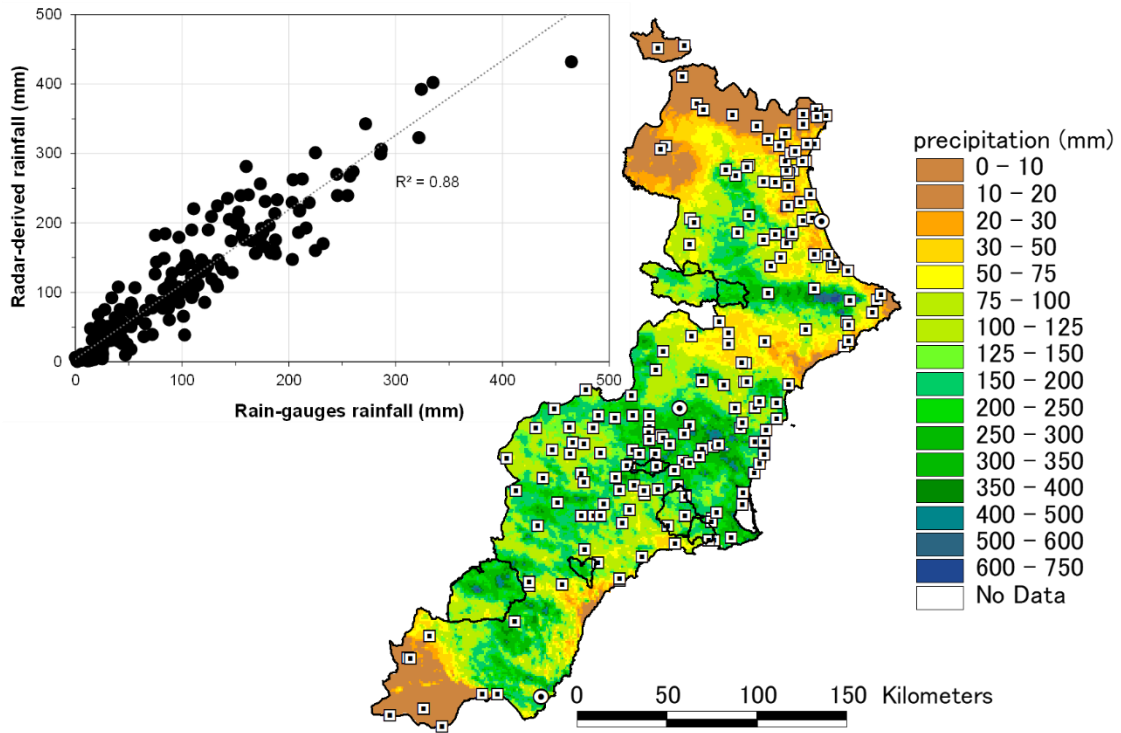 500
400
300
200
100
0
0
100
200
300
400
500
Radar-derived rainfall (mm)
Rain-gauges rainfall (mm)
R² = 0.88
precipitation (mm)
0 – 10
10 – 20
20 – 30
30 – 50
50 – 75
75 – 100
100 – 125
125 – 150
150 – 200
200 – 250
250 – 300
300 – 350
350 – 400
400 – 500
500 – 600
600 – 750
No Data
0 50 100 150 Kilometers